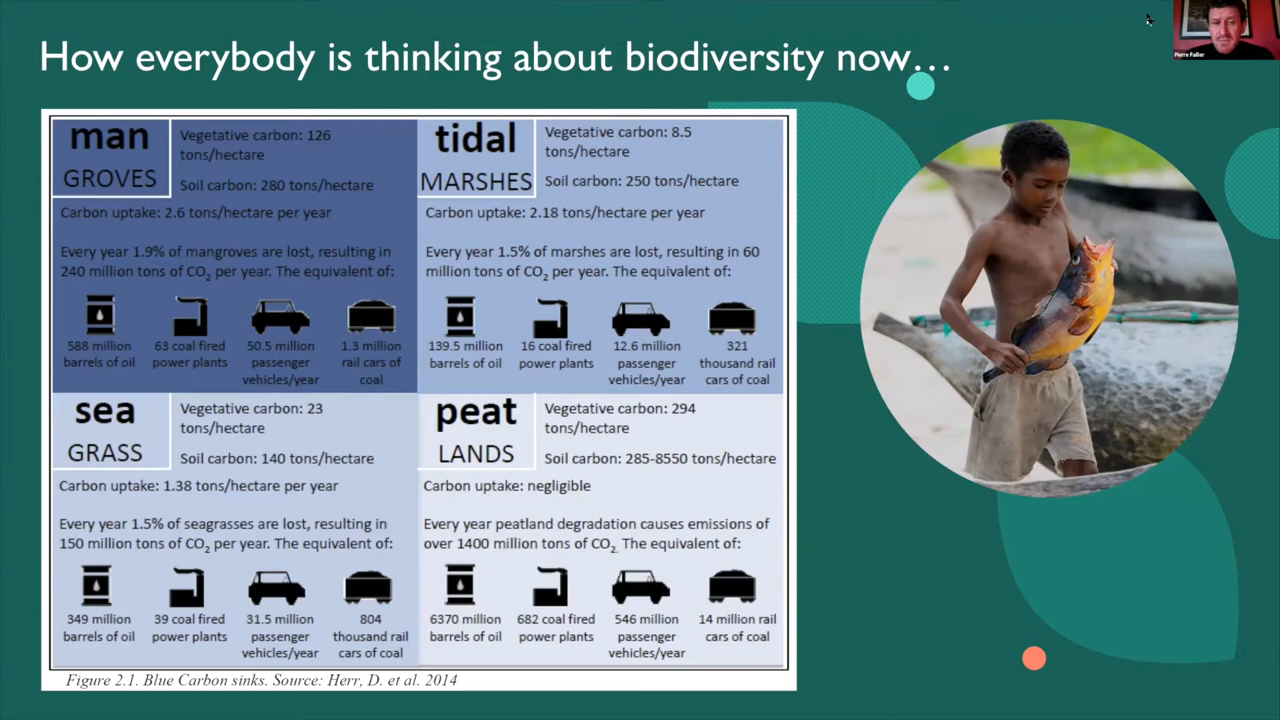 How everybody is thinking about biodiversity now...
Pierre Failler
man
GROVES
Vegetative carbon: 126
tons/hectare
Soil carbon: 280 tons/hectare
Carbon uptake: 2.6 tons/hectare per year
Every year 1.9% of mangroves are lost, resulting in
240 million tons of CO2 per year. The equivalent of:
588 million
barrels of oil
63 coal fired
power plants
50.5 million
passenger
vehicles/year
1.3 million
rail cars of
coal
tidal
MARSHES
Vegetative carbon: 8.5
tons/hectare
Soil carbon: 250 tons/hectare
Carbon uptake: 2.18 tons/hectare per year
Every year 1.5% of marshes are lost, resulting in 60
million tons of CO2 per year. The equivalent of:
139.5 million
barrels of oil
16 coal fired
power plants
12.6 million
passenger
vehicles/year
321
thousand rail
cars of coal
sea
GRASS
Vegetative carbon: 23
tons/hectare
Soil carbon: 140 tons/hectare
Carbon uptake: 1.38 tons/hectare per year
Every year 1.5% of seagrasses are lost, resulting in
150 million tons of CO2 per year. The equivalent of:
349 million
barrels of oil
39 coal fired
power plants
31.5 million
passenger
vehicles/year
804
thousand rail
cars of coal
peat
LANDS
Vegetative carbon: 294
tons/hectare
Soil carbon: 285-8550 tons/hectare
Carbon uptake: negligible
Every year peatland degradation causes emissions of
over 1400 million tons of CO2. The equivalent of:
6370 million
barrels of oil
682 coal fired
power plants
546 million
passenger
vehicles/year
14 million rail
cars of coal
Figure 2.1. Blue Carbon sinks. Source: Herr, D. et al. 2014